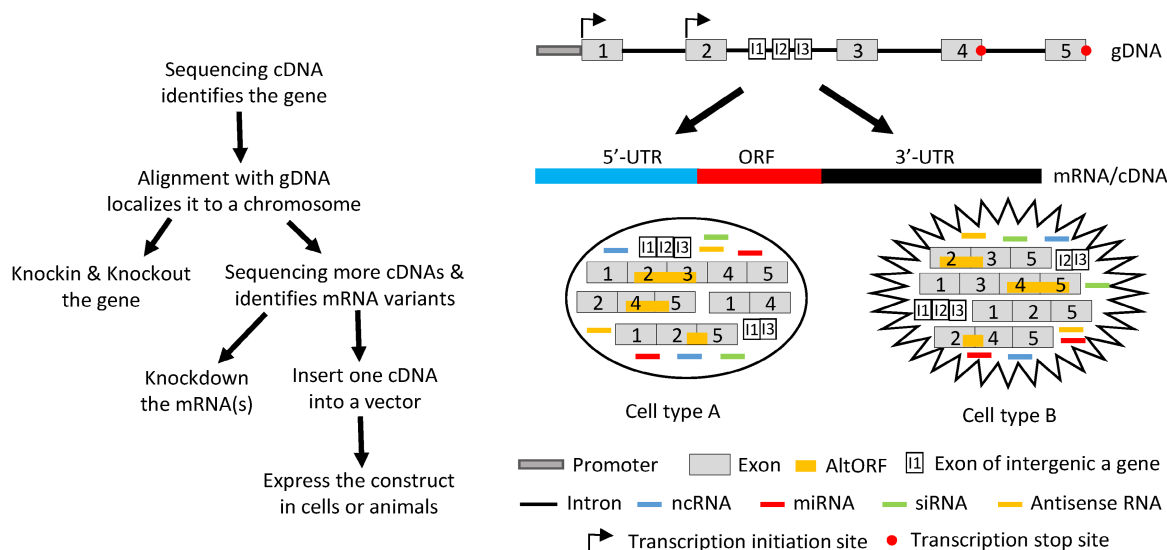 Sequencing cDNA
identifies the gene
Alignment with gDNA
localizes it to a chromosome
Knockin & Knockout
the gene
Sequencing more cDNAs &
identifies mRNA variants
Knockdown
the mRNA(s)
Insert one cDNA
into a vector
Express the construct
in cells or animals
1 2 I1 I2 I3 3 4 5 gDNA
5’-UTR ORF 3’-UTR
mRNA/cDNA
I1 I2 I3
1 2 3 4 5
2 4 5 1 4
1 2 5 I1 I3
Cell type A
2 3 5 I2 I3
1 3 4 5
I1 I2 I3 1 2 5
2 4 5
Cell type B
Promoter Exon AltORF I1 Exon of intergenic a gene
Intron ncRNA miRNA siRNA Antisense RNA
Transcription initiation site Transcription stop site